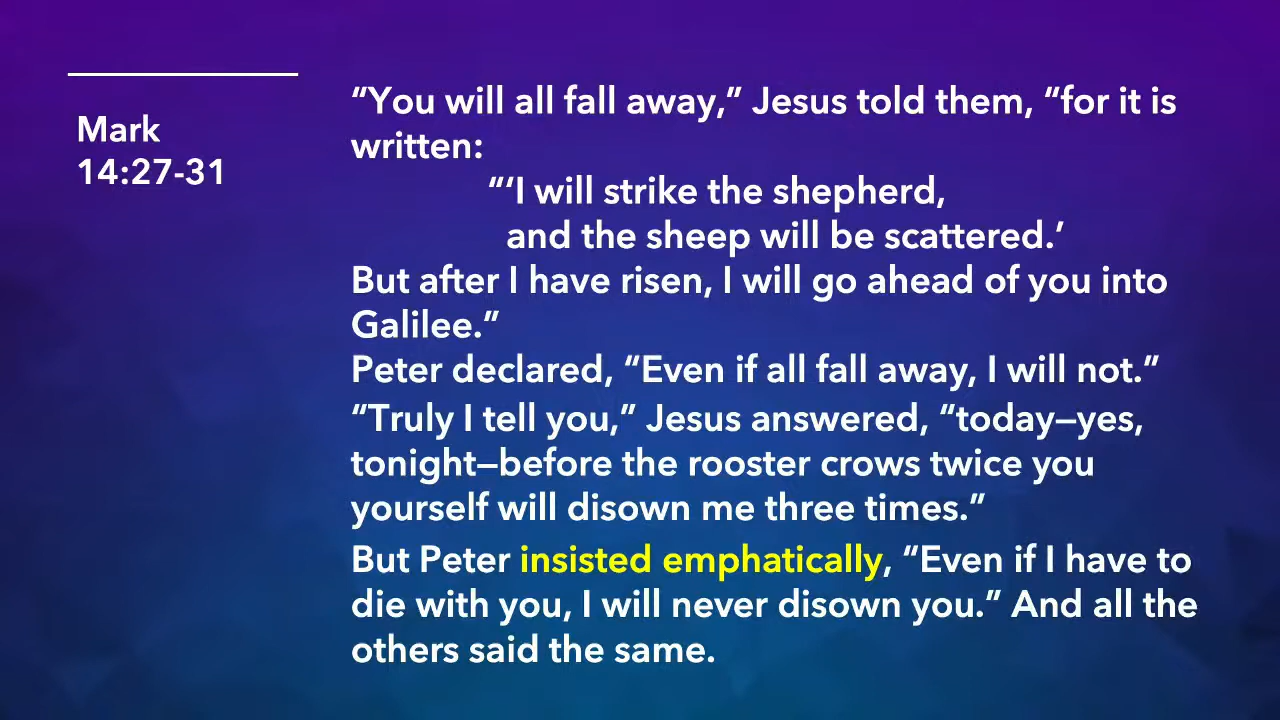 Mark
14:27-31
“You will all fall away,” Jesus told them, “for it is
written:
“‘I will strike the shepherd,
and the sheep will be scattered.’
But after I have risen, I will go ahead of you into
Galilee.”
Peter declared, “Even if all fall away, I will not.”
“Truly I tell you,” Jesus answered, “today—yes,
tonight—before the rooster crows twice you
yourself will disown me three times.”
But Peter insisted emphatically, “Even if I have to
die with you, I will never disown you.” And all the
others said the same.